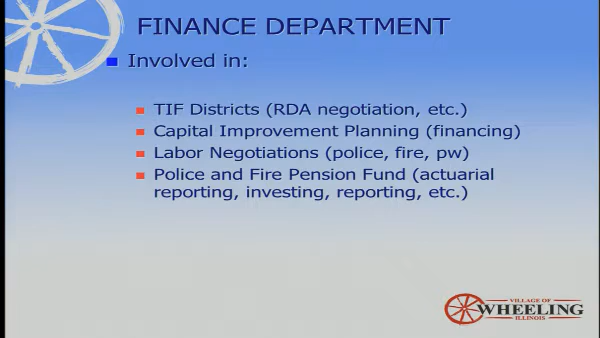 FINANCE DEPARTMENT
Involved in:
TIF Districts (RDA negotiation, etc.)
Capital Improvement Planning (financing)
Labor Negotiations (police, fire, pw)
Police and Fire Pension Fund (actuarial
reporting, investing, reporting, etc.)
VILLAGE OF
WHEELING
ILLINOIS